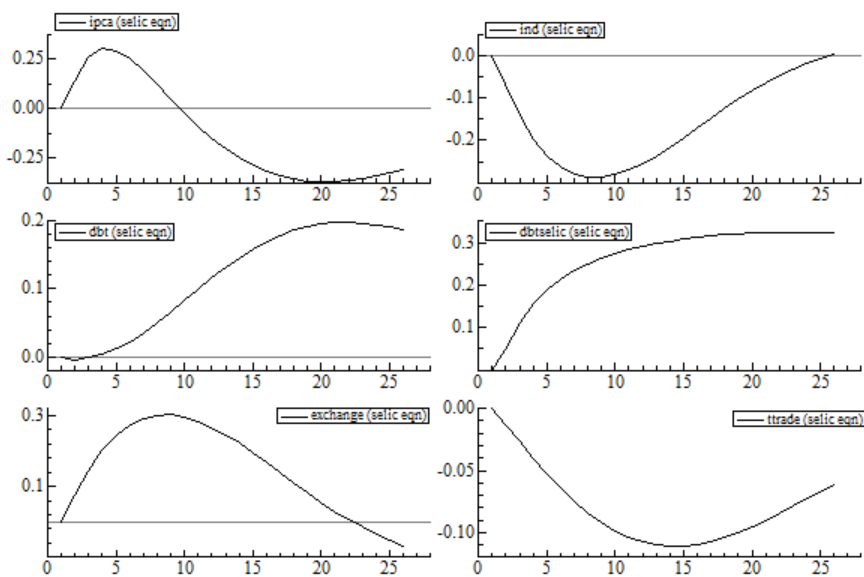 ipca (selic eqn)
0.25
0.00
-0.25
0 5 10 15 20 25
ind (selic eqn)
0.0
-0.1
-0.2
0 5 10 15 20 25
dbt (selic eqn)
0.2
0.1
0.0
0 5 10 15 20 25
dbtselic (selic eqn)
0.3
0.2
0.1
0 5 10 15 20 25
exchange (selic eqn)
0.3
0.1
0 5 10 15 20 25
ttrade (selic eqn)
0.00
-0.05
-0.10
0 5 10 15 20 25